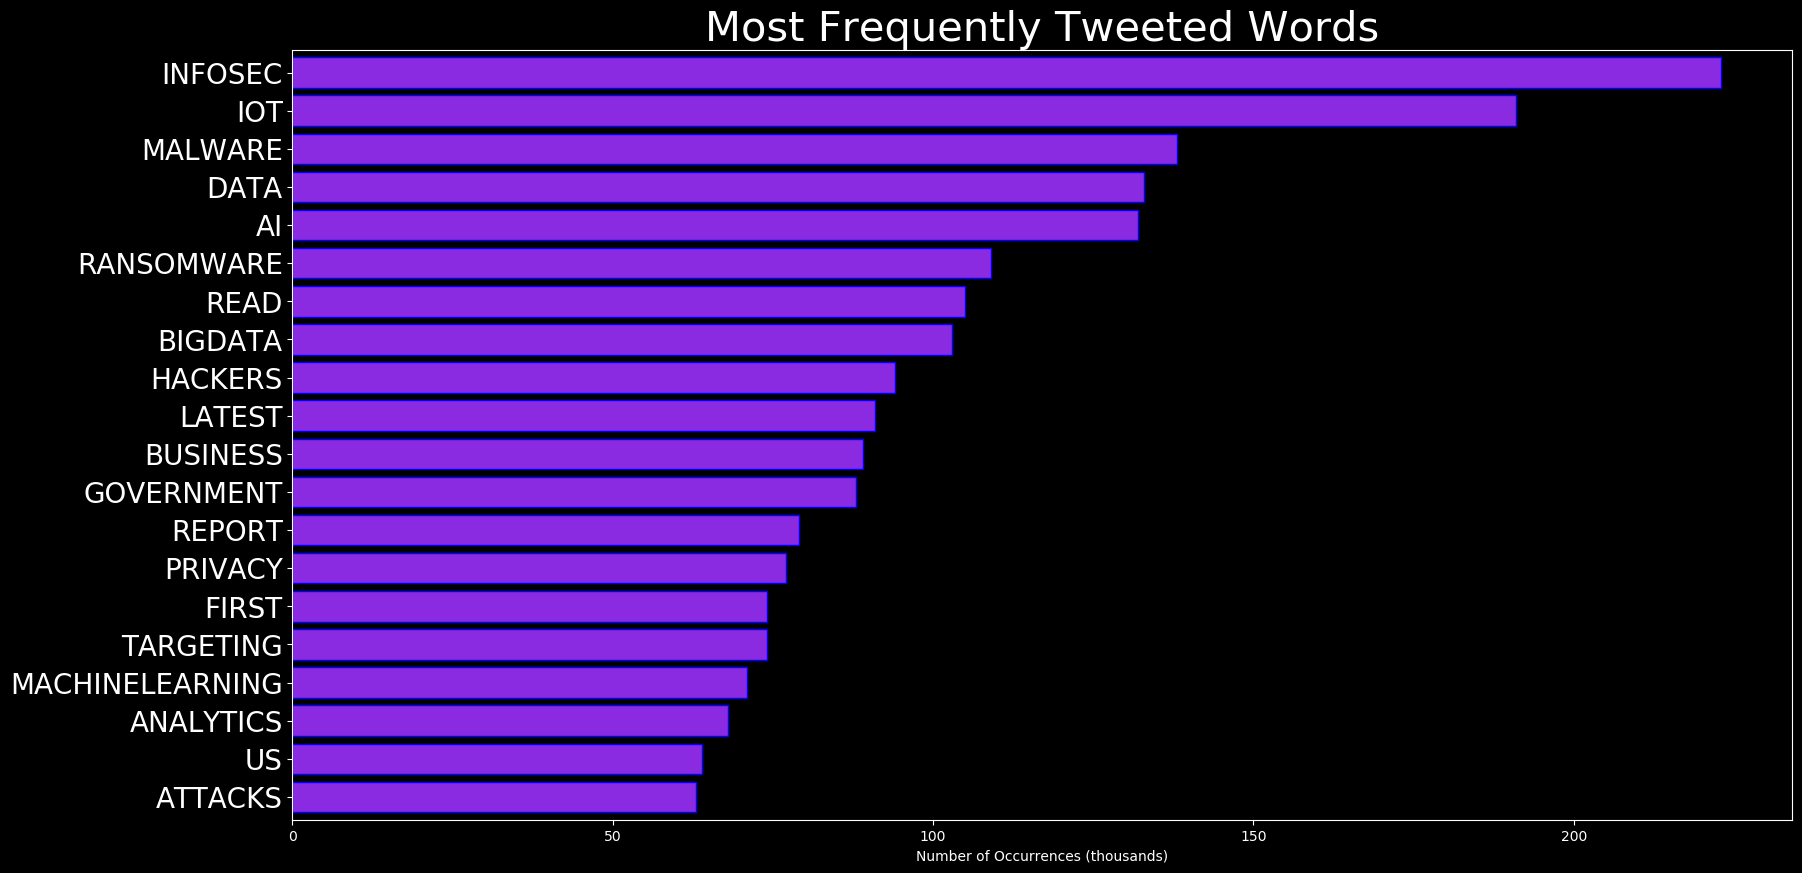 Most Frequently Tweeted Words
INFOSEC
IOT
MALWARE
DATA
AI
RANSOMWARE
READ
BIGDATA
HACKERS
LATEST
BUSINESS
GOVERNMENT
REPORT
PRIVACY
FIRST
TARGETING
MACHINELEARNING
ANALYTICS
US
ATTACKS
0 50 100 150 200
Number of Occurrences (thousands)